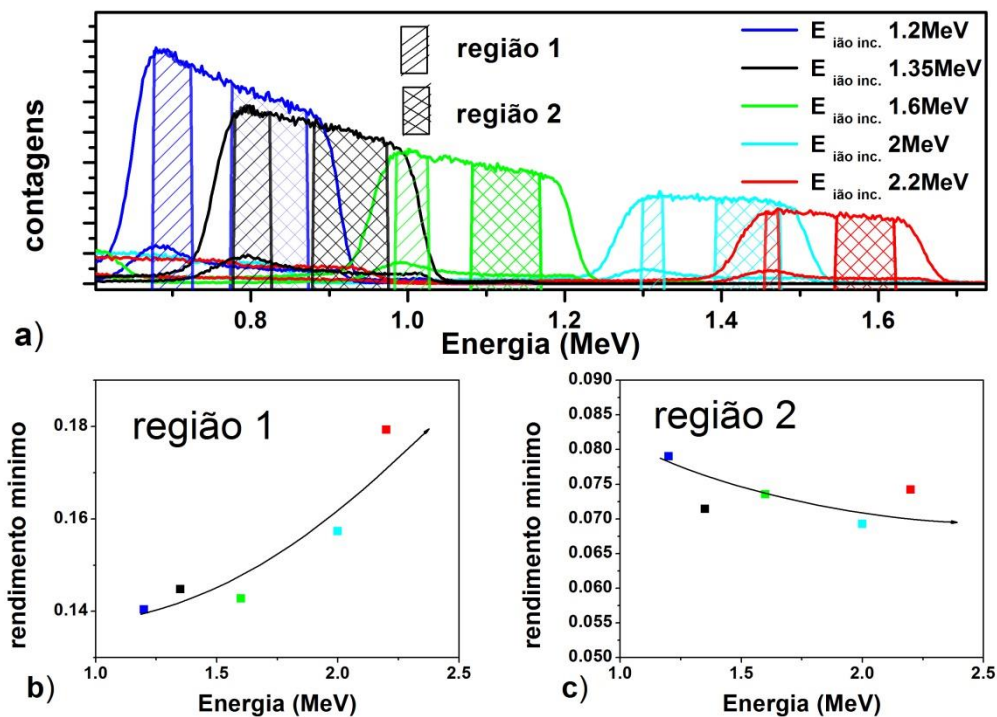 contagens
região 1
região 2
E ião inc. 1.2MeV
E ião inc. 1.35MeV
E ião inc. 1.6MeV
E ião inc. 2MeV
E ião inc. 2.2MeV
0.8 1.0 1.2 1.4 1.6
a) Energia (MeV)
rendimento minimo
região 1
0.18
0.16
0.14
1.0 1.5 2.0 2.5
b) Energia (MeV)
rendimento minimo
região 2
0.090
0.085
0.080
0.075
0.070
0.065
0.060
0.055
0.050
1.0 1.5 2.0 2.5
c) Energia (MeV)